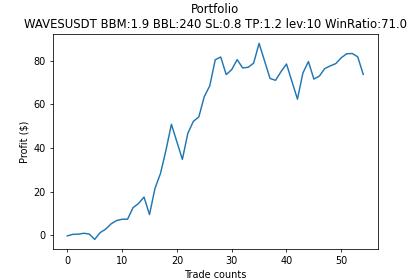 Portfolio
WAVESUSDT BBM:1.9 BBL:240 SL:0.8 TP:1.2 lev:10 WinRatio:71.0
Profit ($)
80
60
40
20
0
0 10 20 30 40 50
Trade counts